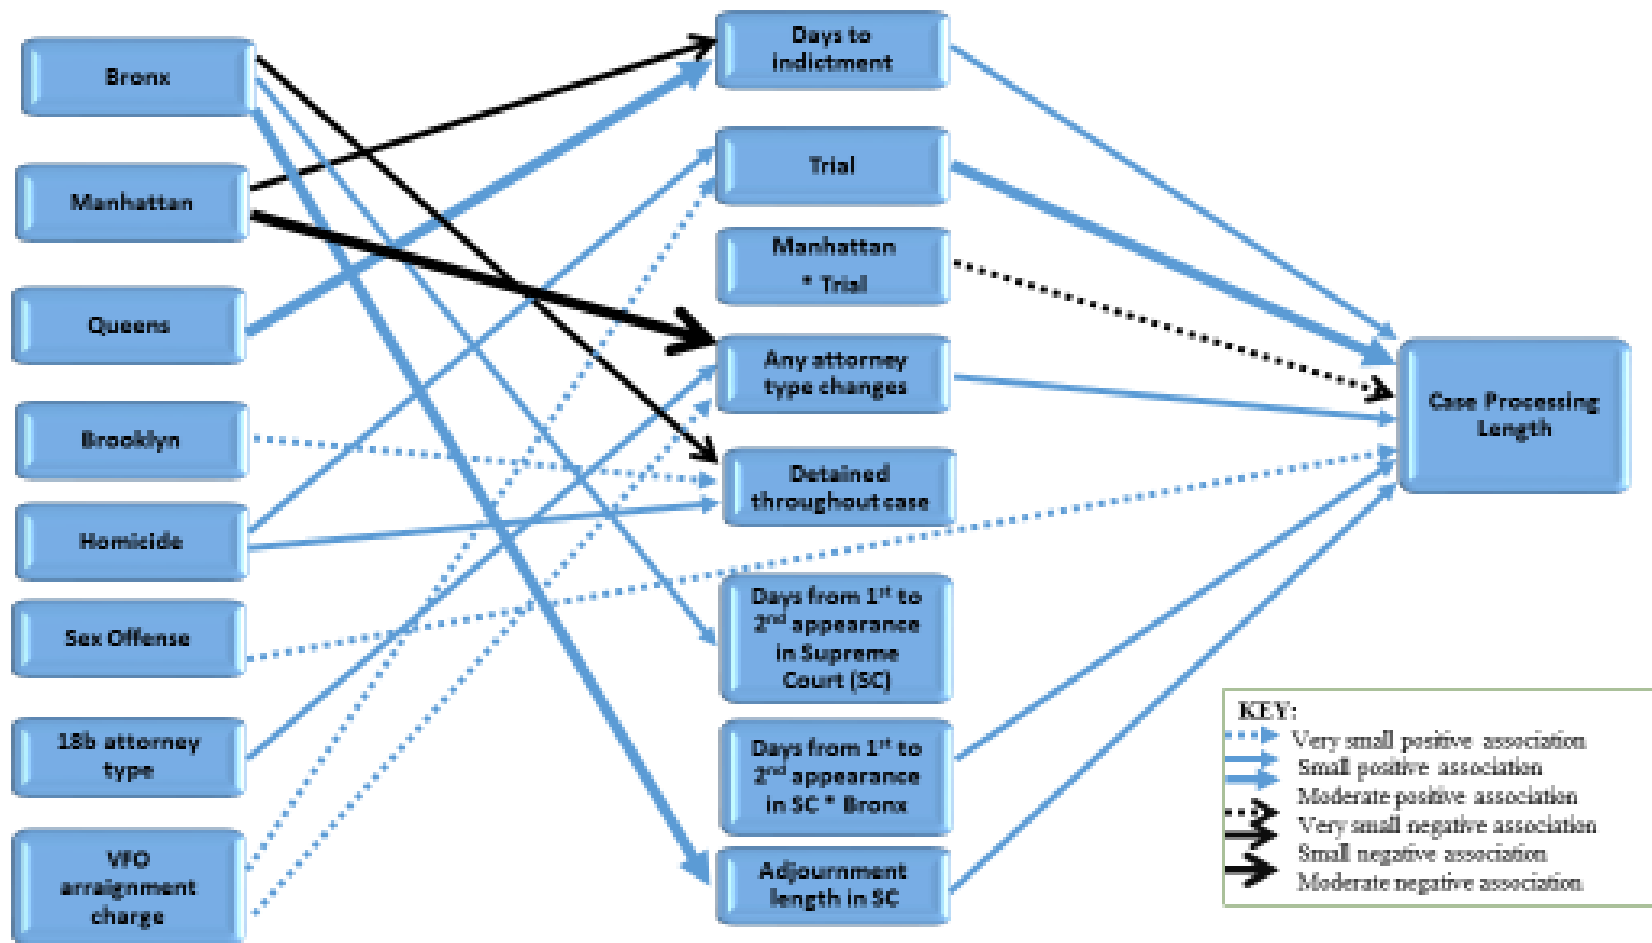 Bronx
Manhattan
Queens
Brooklyn
Homicide
Sex Offense
18b attorney
type
VFO
arraignment
charge
Days to
indictment
Trial
Manhattan
* Trial
Any attorney
type changes
Detained
throughout case
Days from 1st to
2nd appearance
in Supreme
Court (SC)
Days from 1st to
2nd appearance
in SC * Bronx
Adjournment
length in SC
Case Processing
Length
KEY:
Very small positive association
Small positive association
Moderate positive association
Very small negative association
Small negative association
Moderate negative association